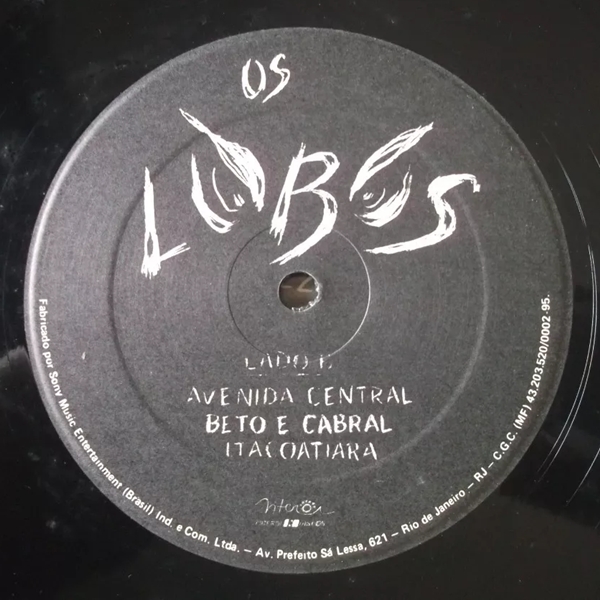 OS
LOBOS
LADO B
AVENIDA CENTRAL
BETO E CABRAL
ITACOATIARA
Niterói
Fabricado por Sony Music Entertainment (Brasil) Ind. e Com. Ltda. – Av. Prefeito Sá Lessa, 621 – Rio de Janeiro – RJ – C.G.C. (MF) 43.203.520/0002-95.